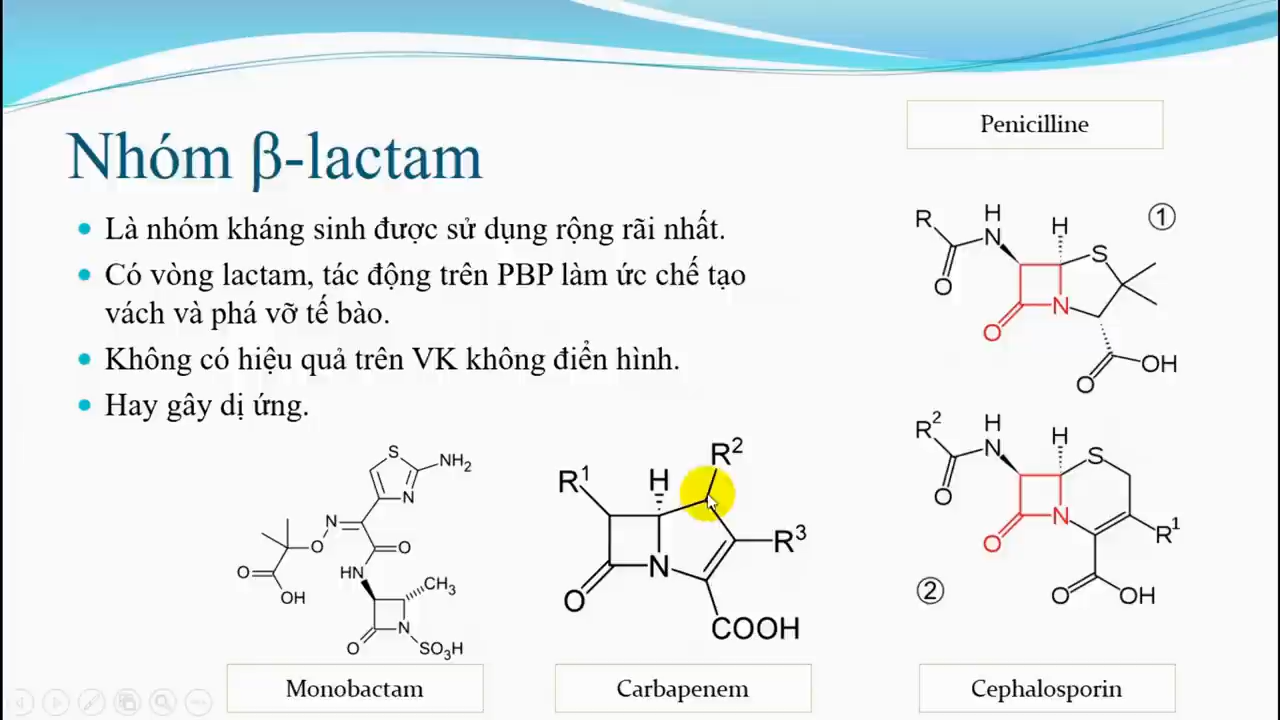 Penicilline
Nhóm β-lactam
Là nhóm kháng sinh được sử dụng rộng rãi nhất.
Có vòng lactam, tác động trên PBP làm ức chế tạo
vách và phá vỡ tế bào.
Không có hiệu quả trên VK không điển hình.
Hay gây dị ứng.
R H N H S ①
O O N
O OH
S NH₂
N
N O O
O OH HN CH₃
O N SO₃H
R¹ H R²
R³
O N
COOH
R² H N H S
O O N R¹
② O OH
Monobactam
Carbapenem
Cephalosporin